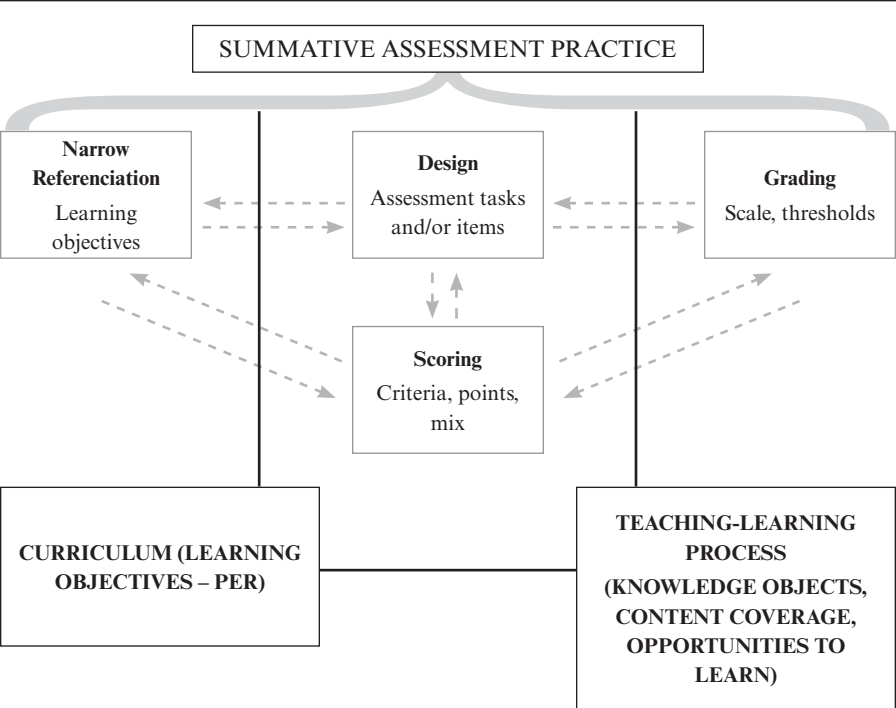 SUMMATIVE ASSESSMENT PRACTICE
Narrow
Referenciation
Learning
objectives
Design
Assessment tasks
and/or items
Grading
Scale, thresholds
Scoring
Criteria, points,
mix
CURRICULUM (LEARNING
OBJECTIVES – PER)
TEACHING-LEARNING
PROCESS
(KNOWLEDGE OBJECTS,
CONTENT COVERAGE,
OPPORTUNITIES TO
LEARN)